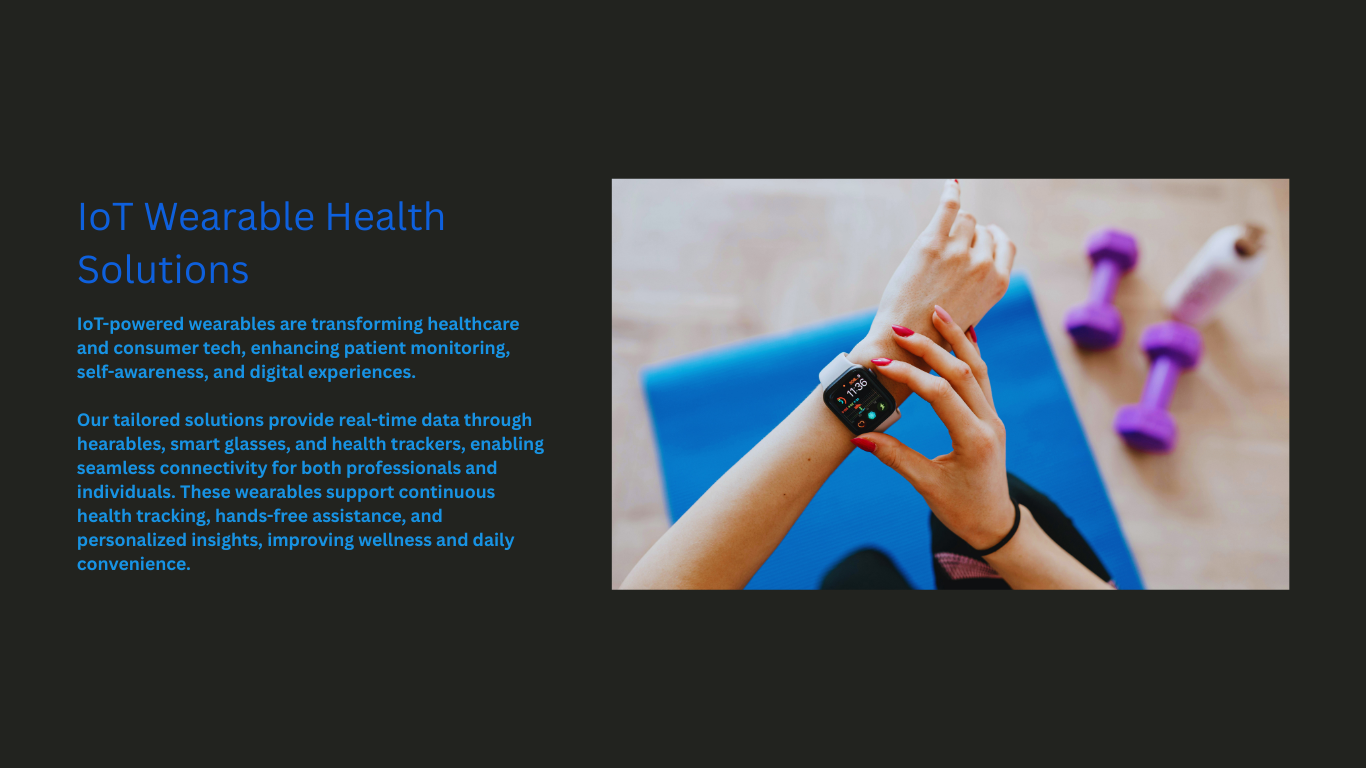 IoT Wearable Health
Solutions
IoT-powered wearables are transforming healthcare
and consumer tech, enhancing patient monitoring,
self-awareness, and digital experiences.
Our tailored solutions provide real-time data through
hearables, smart glasses, and health trackers, enabling
seamless connectivity for both professionals and
individuals. These wearables support continuous
health tracking, hands-free assistance, and
personalized insights, improving wellness and daily
convenience.
11:36